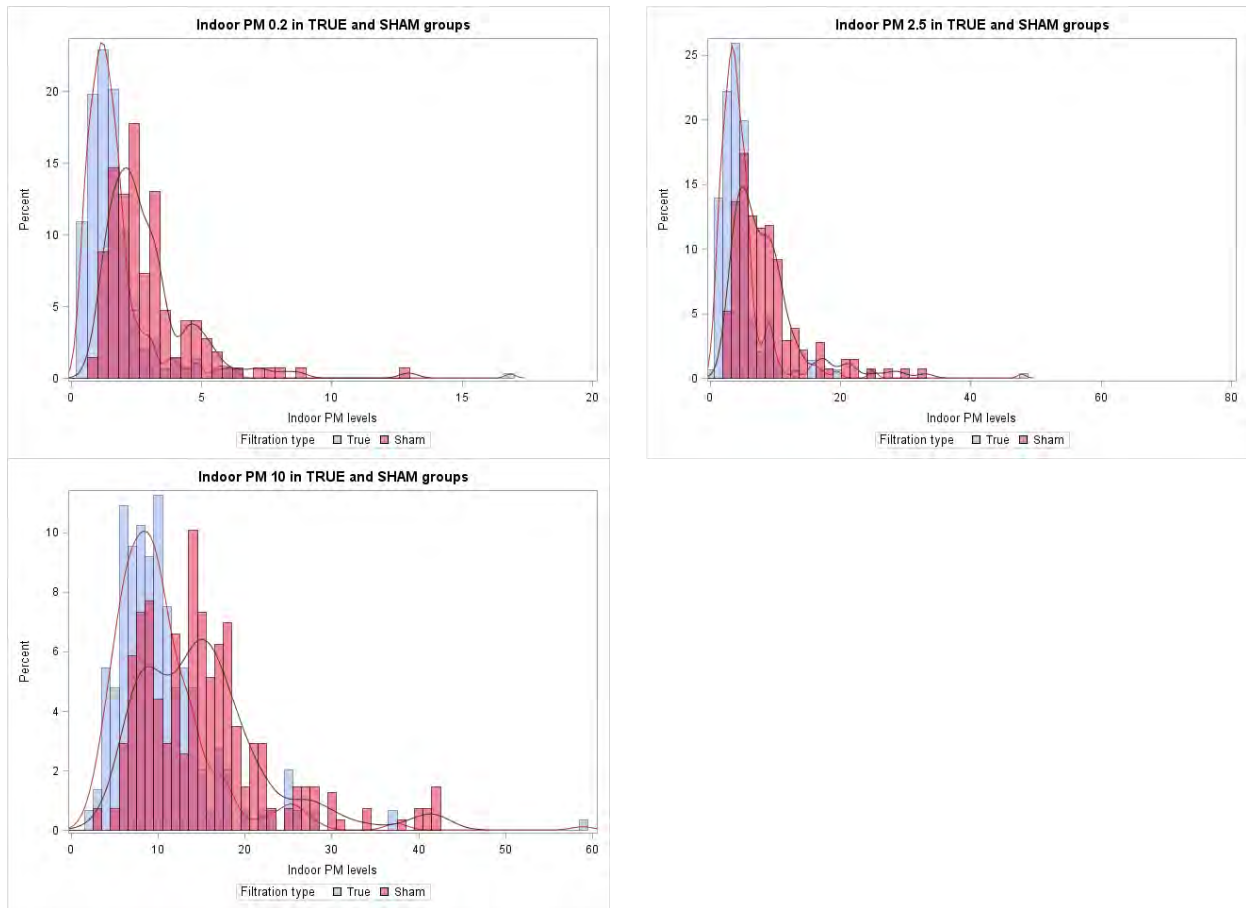 Indoor PM 0.2 in TRUE and SHAM groups
20
15
10
5
0
Percent
0 5 10 15 20
Indoor PM levels
Filtration type True Sham
Indoor PM 2.5 in TRUE and SHAM groups
25
20
15
10
5
0
Percent
0 20 40 60 80
Indoor PM levels
Filtration type True Sham
Indoor PM 10 in TRUE and SHAM groups
10
8
6
4
2
0
Percent
0 10 20 30 40 50 60
Indoor PM levels
Filtration type True Sham